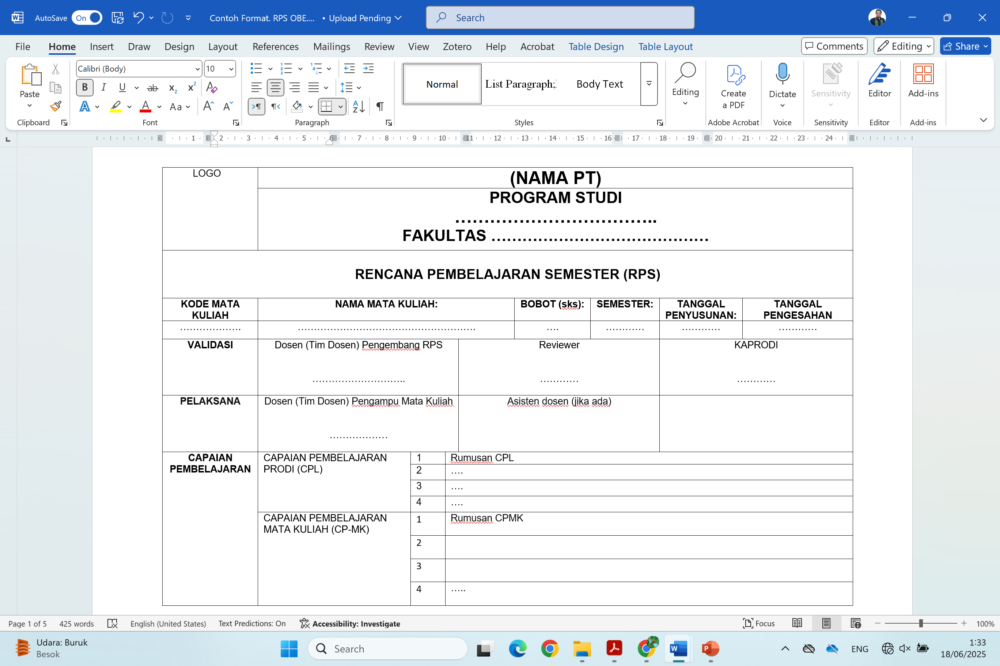 AutoSave On
Contoh Format. RPS OBE.... • Upload Pending
Search
File Home Insert Draw Design Layout References Mailings Review View Zotero Help Acrobat Table Design Table Layout
Comments Editing Share
Paste
Clipboard
Calibri (Body) 10
Font
Paragraph
Normal
List Paragraph;
Body Text
Styles
Editing
Create
a PDF
Adobe Acrobat
Dictate
Voice
Sensitivity
Sensitivity
Editor
Editor
Add-ins
Add-ins
1 2 3 4 5 6 7 8 9 10 11 12 13 14 15 16 17 18 19 20 21 22 23 24
LOGO
(NAMA PT)
PROGRAM STUDI
……………………………..
FAKULTAS ……………………………………
RENCANA PEMBELAJARAN SEMESTER (RPS)
KODE MATA
KULIAH
NAMA MATA KULIAH:
BOBOT (sks):
SEMESTER:
TANGGAL
PENYUSUNAN:
TANGGAL
PENGESAHAN
……………….
……………………………………………….
….
…………
…………
…………
VALIDASI
Dosen (Tim Dosen) Pengembang RPS
………………………..
Reviewer
…………
KAPRODI
…………
PELAKSANA
Dosen (Tim Dosen) Pengampu Mata Kuliah
………………
Asisten dosen (jika ada)
CAPAIAN
PEMBELAJARAN
CAPAIAN PEMBELAJARAN
PRODI (CPL)
1 Rumusan CPL
2 ….
3 ….
4 ….
CAPAIAN PEMBELAJARAN
MATA KULIAH (CP-MK)
1 Rumusan CPMK
2
3
4 …..
Page 1 of 5 425 words English (United States) Text Predictions: On Accessibility: Investigate
Focus 100%
Udara: Buruk
Besok
Search
ENG
1:33
18/06/2025